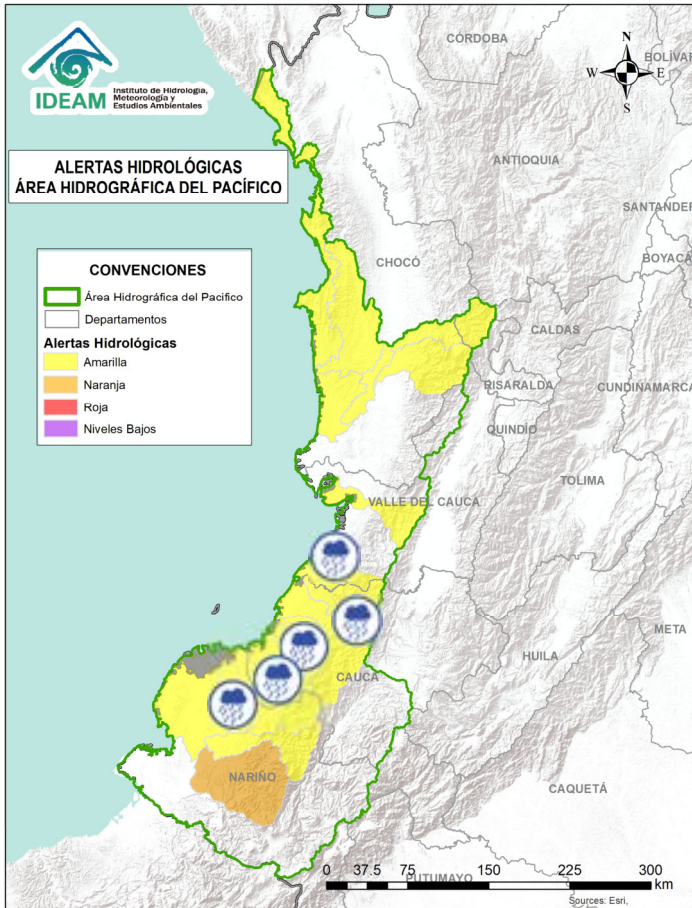 IDEAM
Instituto de Hidrología,
Meteorología y
Estudios Ambientales
ALERTAS HIDROLÓGICAS
ÁREA HIDROGRÁFICA DEL PACÍFICO
CONVENCIONES
Área Hidrográfica del Pacifico
Departamentos
Alertas Hidrológicas
Amarilla
Naranja
Roja
Niveles Bajos
N
W
E
S
CÓRDOBA
BOLÍVAR
ANTIOQUIA
SANTANDER
BOYACÁ
CHOCÓ
CALDAS
RISARALDA
CUNDINAMARCA
QUINDÍO
TOLIMA
VALLE DEL CAUCA
META
HUILA
CAUCA
NARIÑO
CAQUETÁ
PUTUMAYO
0 37.5 75 150 225 300
KM
Sources: Esri,